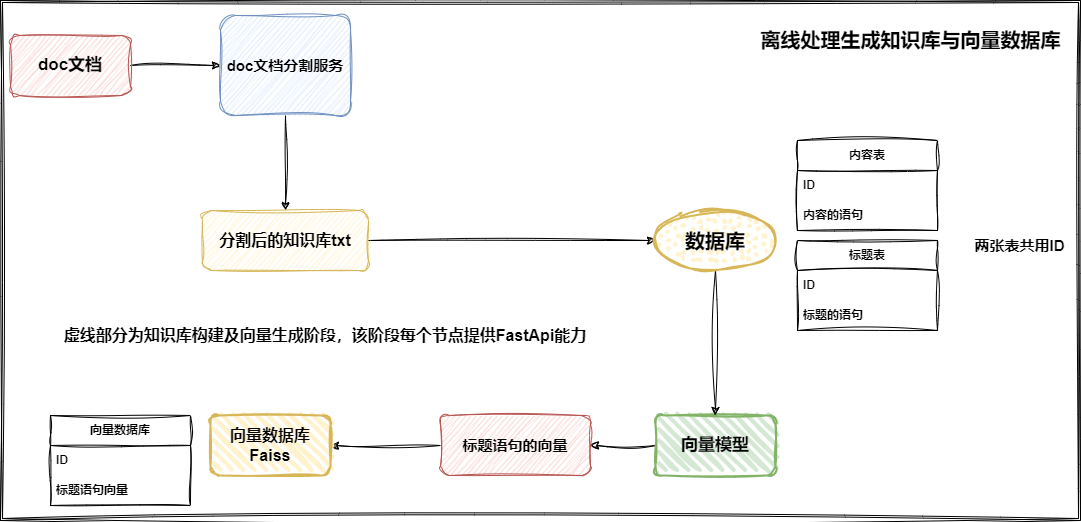 离线处理生成知识库与向量数据库
doc文档
doc文档分割服务
内容表
ID
内容的语句
分割后的知识库txt
数据库
两张表共用ID
标题表
ID
标题的语句
虚线部分为知识库构建及向量生成阶段，该阶段每个节点提供FastApi能力
向量数据库
ID
标题语句向量
向量数据库
Faiss
标题语句的向量
向量模型